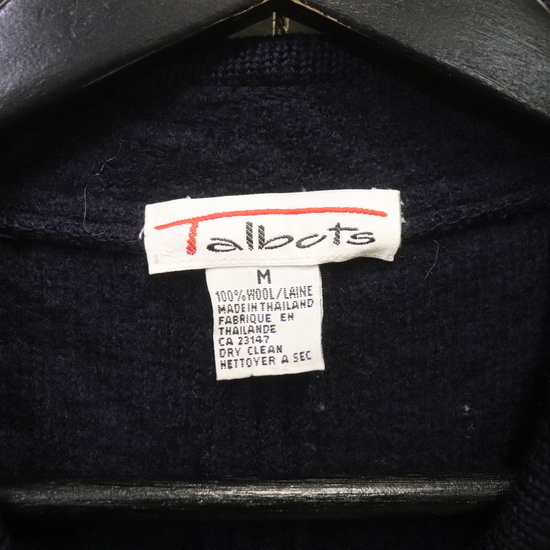 Talbots
M
100% WOOL/LAINE
MADE IN THAILAND
FABRIQUE EN
THAILANDE
CA 23147
DRY CLEAN
NETTOYER A SEC